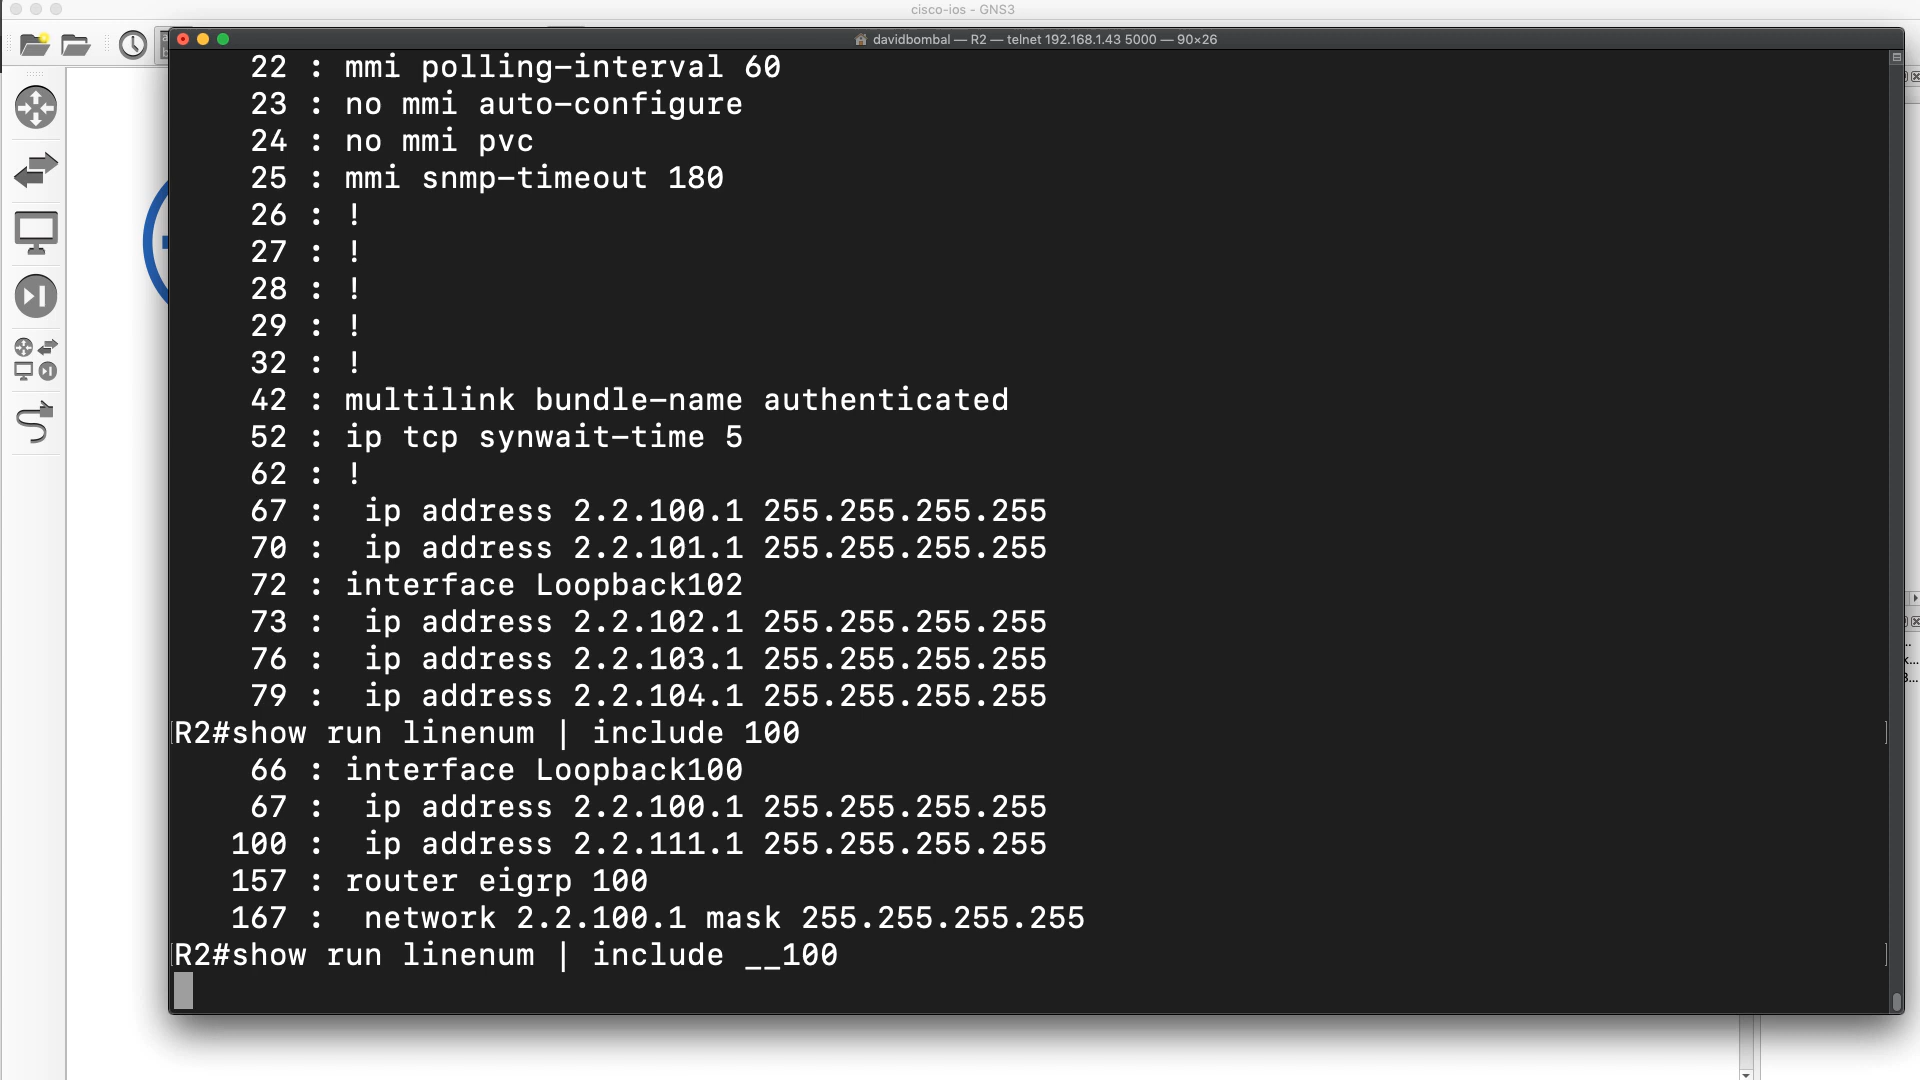 cisco-ios - GNS3
davidbombal — R2 — telnet 192.168.1.43 5000 — 90×26
22 : mmi polling-interval 60
23 : no mmi auto-configure
24 : no mmi pvc
25 : mmi snmp-timeout 180
26 : !
27 : !
28 : !
29 : !
32 : !
42 : multilink bundle-name authenticated
52 : ip tcp synwait-time 5
62 : !
67 :  ip address 2.2.100.1 255.255.255.255
70 :  ip address 2.2.101.1 255.255.255.255
72 : interface Loopback102
73 :  ip address 2.2.102.1 255.255.255.255
76 :  ip address 2.2.103.1 255.255.255.255
79 :  ip address 2.2.104.1 255.255.255.255
R2#show run linenum | include 100
66 : interface Loopback100
67 :  ip address 2.2.100.1 255.255.255.255
100 :  ip address 2.2.111.1 255.255.255.255
157 : router eigrp 100
167 :  network 2.2.100.1 mask 255.255.255.255
R2#show run linenum | include __100